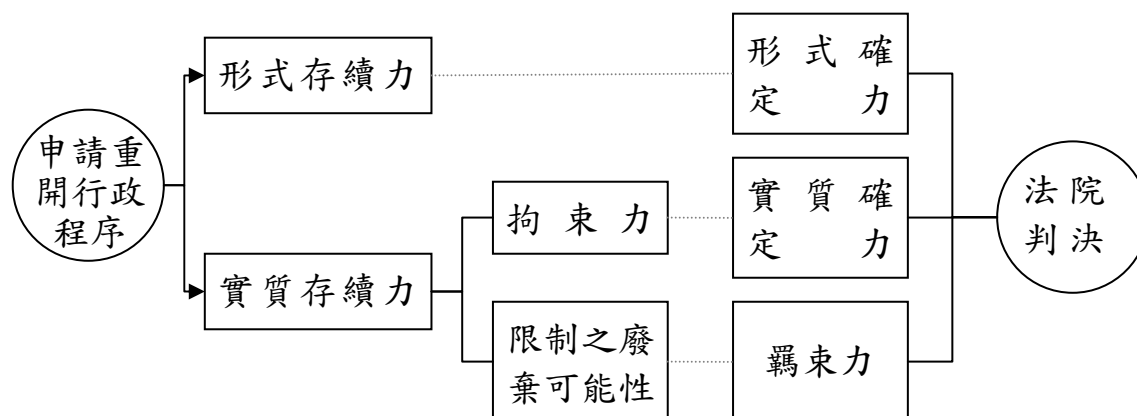 申請重
開行政
程序
形式存續力
實質存續力
拘束力
限制之廢
棄可能性
形式確
定力
實質確
定力
羈束力
法院
判決